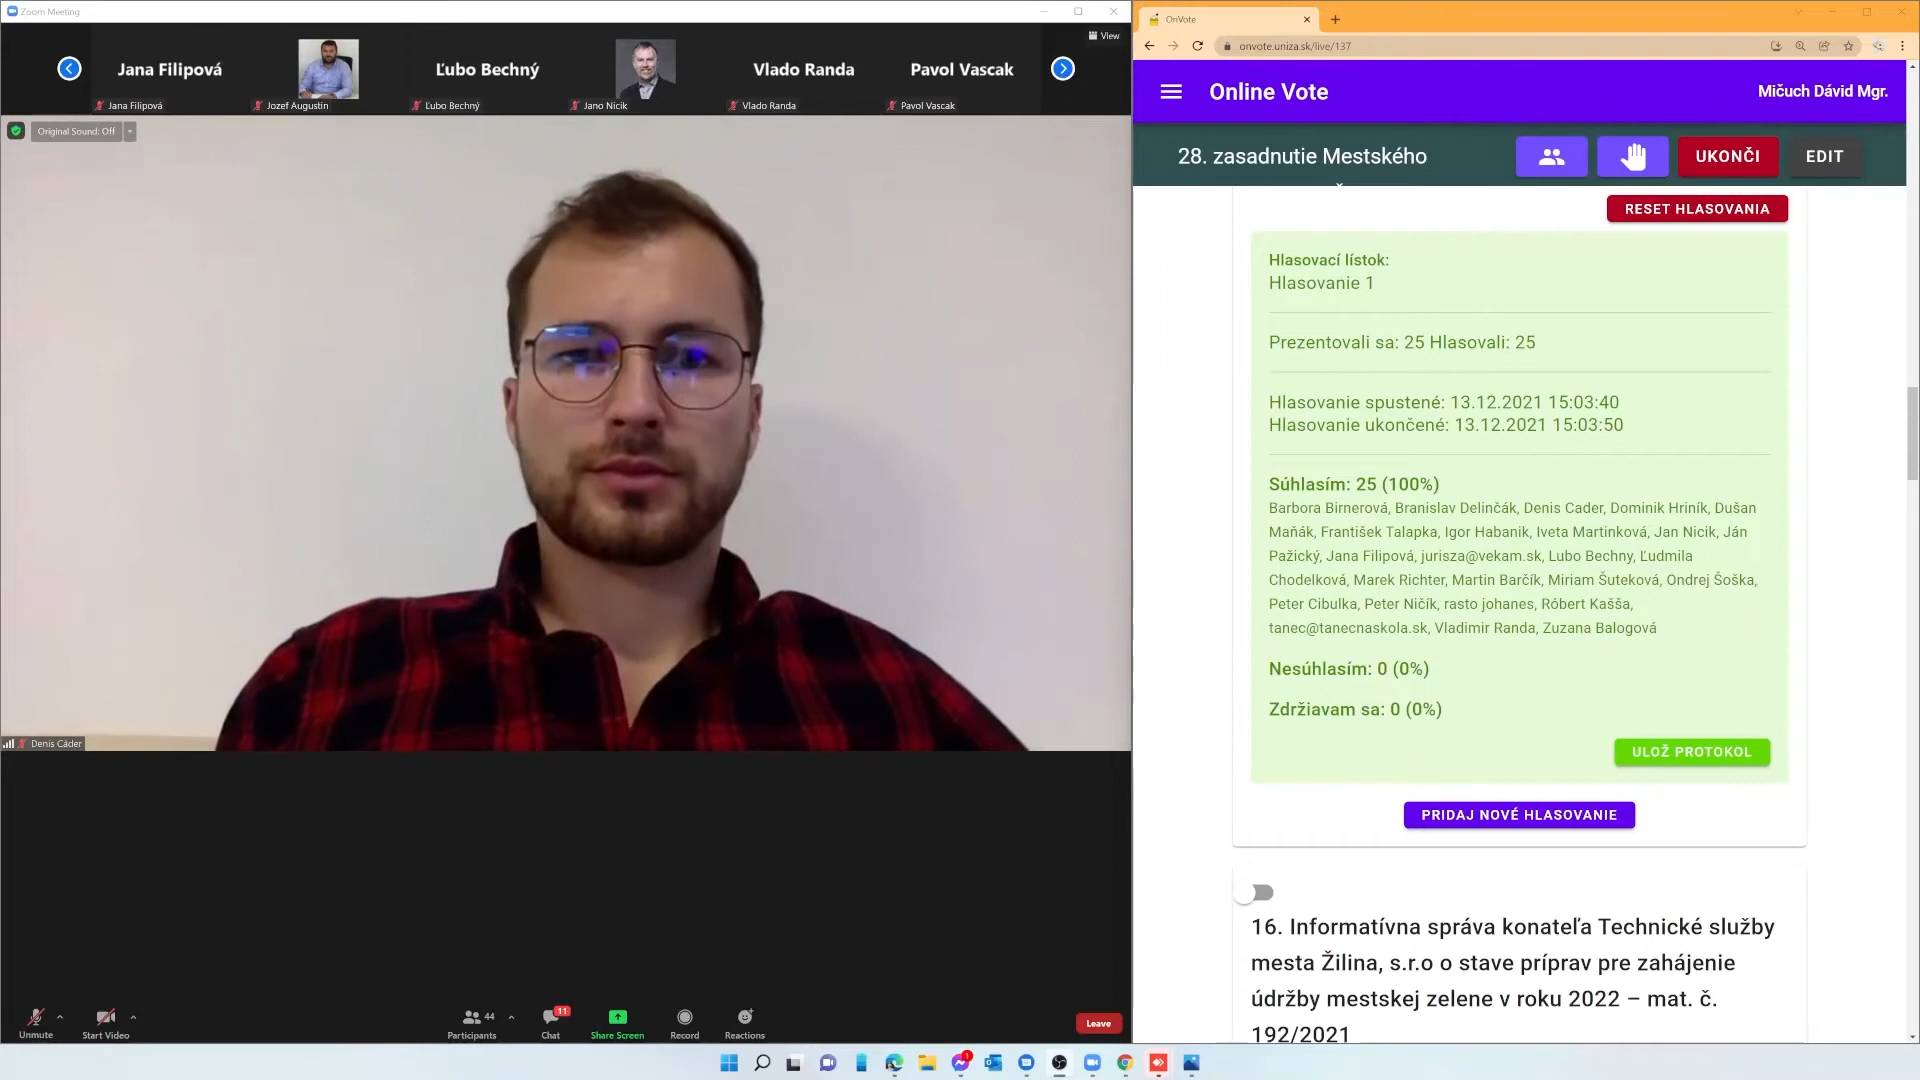 Zoom Meeting
View
Jana Filipová
Ľubo Bechný
Vlado Randa
Pavol Vascak
Jana Filipová
Jozef Augustín
Ľubo Bechný
Jano Nicik
Vlado Randa
Pavol Vascak
Original Sound: Off
Denis Cáder
Unmute
Start Video
44
Participants
11
Chat
Share Screen
Record
Reactions
Leave
OnVote
onvote.uniza.sk/live/137
Online Vote
Mičuch Dávid Mgr.
28. zasadnutie Mestského
UKONČI
EDIT
RESET HLASOVANIA
Hlasovací lístok:
Hlasovanie 1
Prezentovali sa: 25 Hlasovali: 25
Hlasovanie spustené: 13.12.2021 15:03:40
Hlasovanie ukončené: 13.12.2021 15:03:50
Súhlasím: 25 (100%)
Barbora Birnerová, Branislav Delinčák, Denis Cader, Dominik Hriník, Dušan
Maňák, František Talapka, Igor Habanik, Iveta Martinková, Jan Nicik, Ján
Pažický, Jana Filipová, jurisza@vekam.sk, Lubo Bechny, Ľudmila
Chodelková, Marek Richter, Martin Barčík, Miriam Šuteková, Ondrej Šoška,
Peter Cibulka, Peter Ničík, rasto johanes, Róbert Kašša,
tanec@tanecnaskola.sk, Vladimir Randa, Zuzana Balogová
Nesúhlasím: 0 (0%)
Zdržiavam sa: 0 (0%)
ULOŽ PROTOKOL
PRIDAJ NOVÉ HLASOVANIE
16. Informatívna správa konateľa Technické služby
mesta Žilina, s.r.o o stave príprav pre zahájenie
údržby mestskej zelene v roku 2022 – mat. č.
192/2021
1